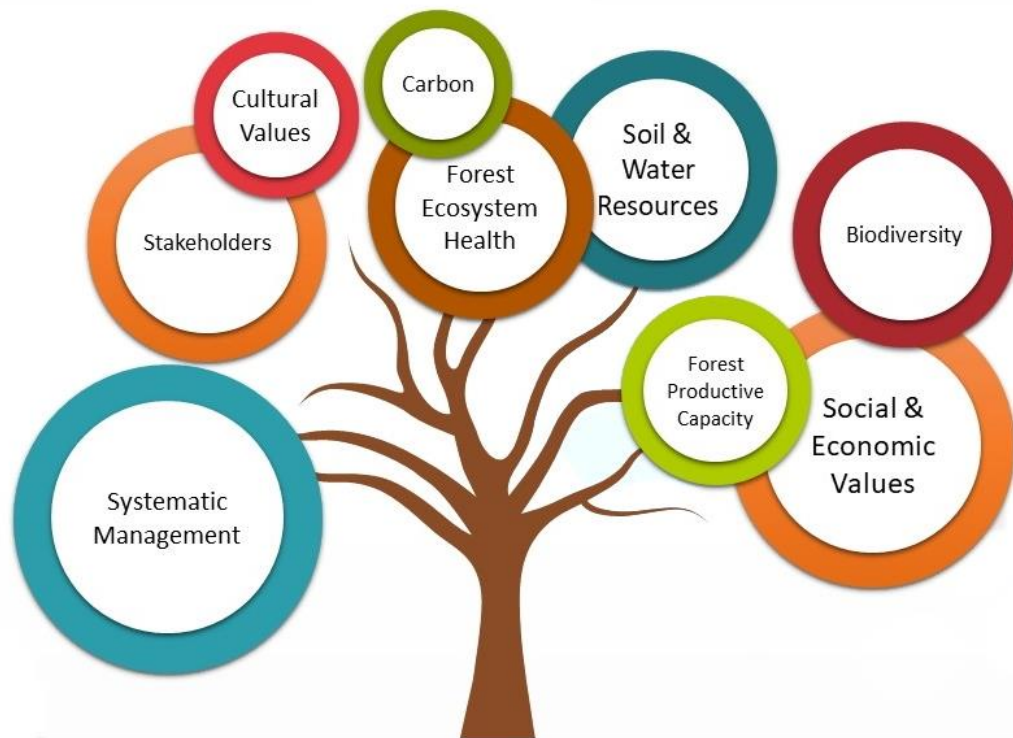 Cultural
Values
Carbon
Soil &
Water
Resources
Forest
Ecosystem
Health
Stakeholders
Biodiversity
Forest
Productive
Capacity
Social &
Economic
Values
Systematic
Management